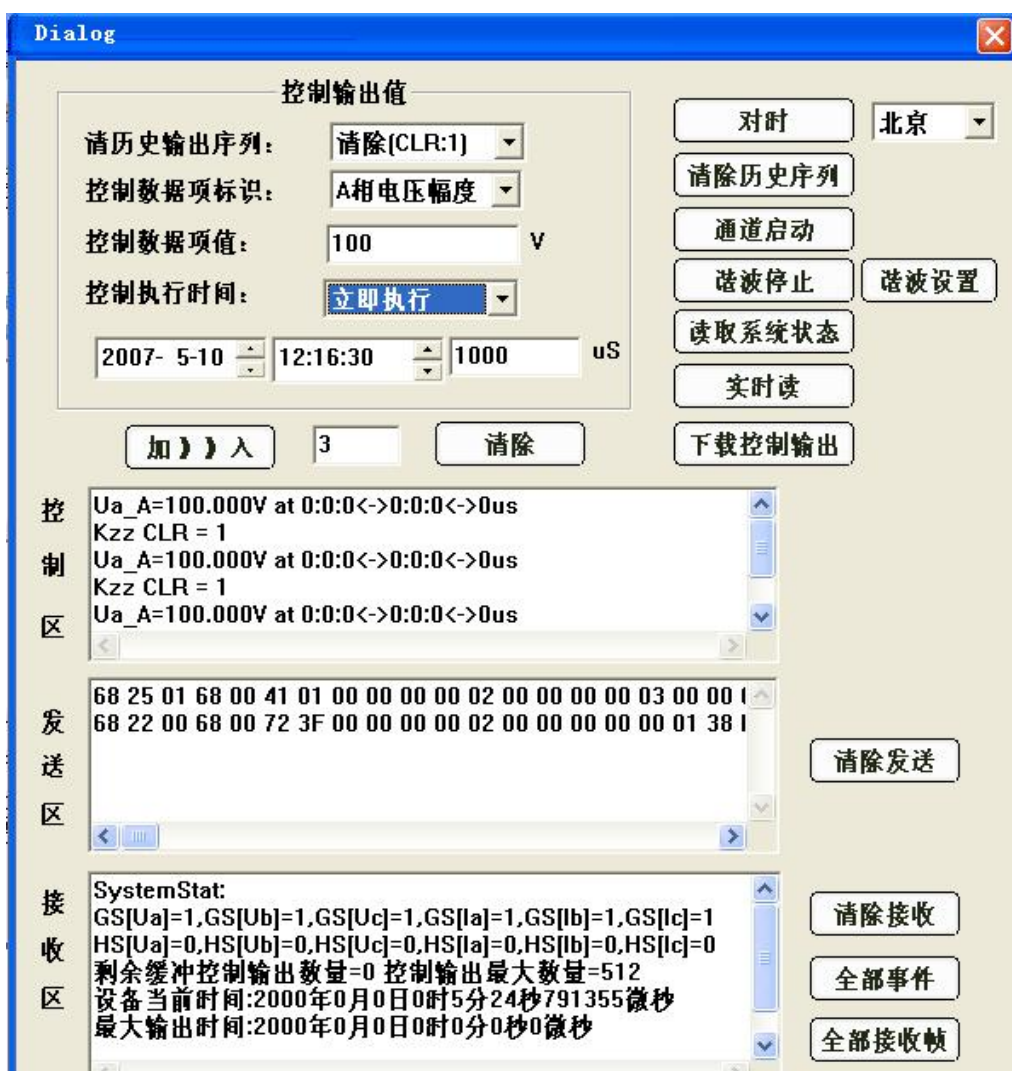 Dialog
控制输出值
请历史输出序列：
清除(CLR:1)
控制数据项标识：
A相电压幅度
控制数据项值：
100
V
控制执行时间：
立即执行
2007- 5-10
12:16:30
1000
uS
对时
北京
清除历史序列
通道启动
谐波停止
谐波设置
读取系统状态
实时读
加》》入
3
清除
下载控制输出
控制区
Ua_A=100.000V at 0:0:0<->0:0:0<->0us
Kzz CLR = 1
Ua_A=100.000V at 0:0:0<->0:0:0<->0us
Kzz CLR = 1
Ua_A=100.000V at 0:0:0<->0:0:0<->0us
发送区
68 25 01 68 00 41 01 00 00 00 00 02 00 00 00 00 03 00 00
68 22 00 68 00 72 3F 00 00 00 00 02 00 00 00 00 00 01 38
清除发送
接收区
SystemStat:
GS[Ua]=1,GS[Ub]=1,GS[Uc]=1,GS[Ia]=1,GS[Ib]=1,GS[Ic]=1
HS[Ua]=0,HS[Ub]=0,HS[Uc]=0,HS[Ia]=0,HS[Ib]=0,HS[Ic]=0
剩余缓冲控制输出数量=0 控制输出最大数量=512
设备当前时间:2000年0月0日0时5分24秒791355微秒
最大输出时间:2000年0月0日0时0分0秒0微秒
清除接收
全部事件
全部接收帧